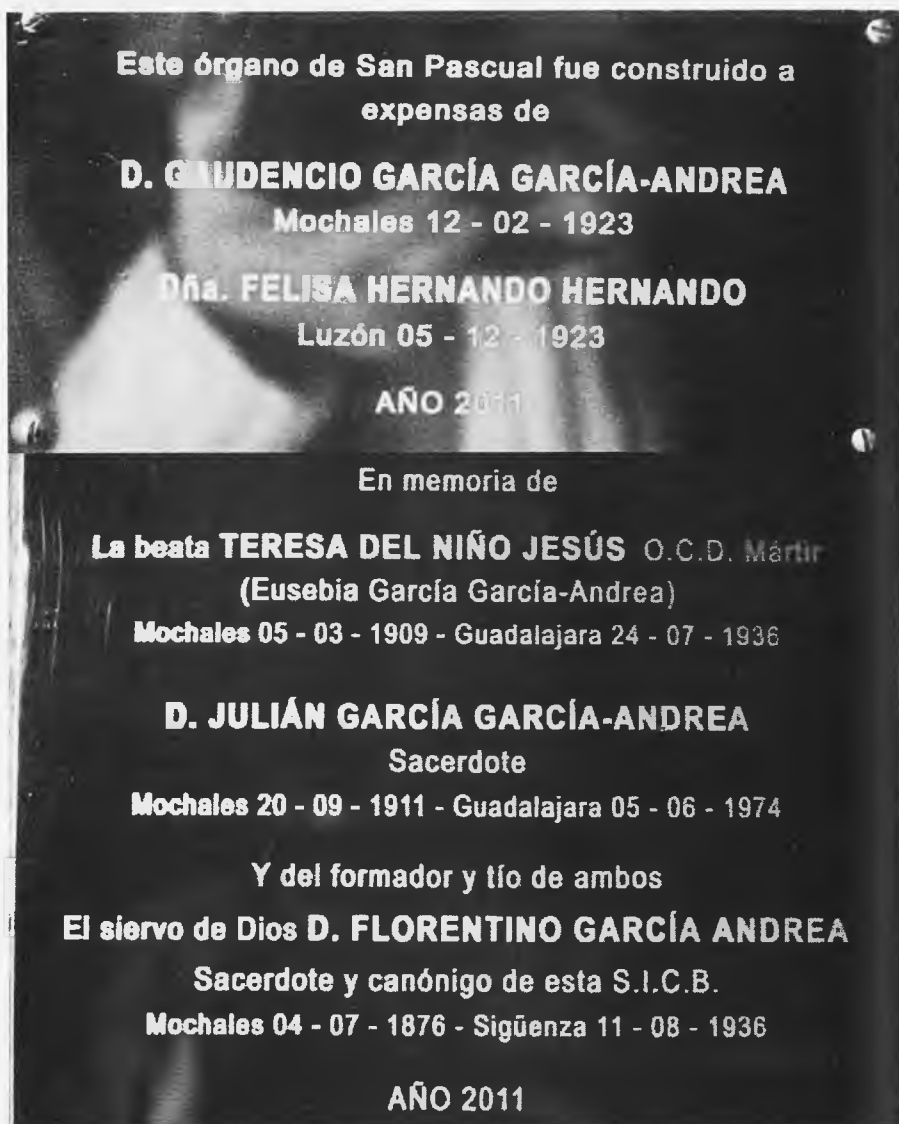 Este órgano de San Pascual fue construido a
expensas de
D. GAUDENCIO GARCÍA GARCÍA-ANDREA
Mochales 12 - 02 - 1923
Dña. FELISA HERNANDO HERNANDO
Luzón 05 - 12 - 1923
AÑO 2011
En memoria de
La beata TERESA DEL NIÑO JESÚS O.C.D. Mártir
(Eusebia García García-Andrea)
Mochales 05 - 03 - 1909 - Guadalajara 24 - 07 - 1936
D. JULIÁN GARCÍA GARCÍA-ANDREA
Sacerdote
Mochales 20 - 09 - 1911 - Guadalajara 05 - 06 - 1974
Y del formador y tío de ambos
El siervo de Dios D. FLORENTINO GARCÍA ANDREA
Sacerdote y canónigo de esta S.I.C.B.
Mochales 04 - 07 - 1876 - Sigüenza 11 - 08 - 1936
AÑO 2011